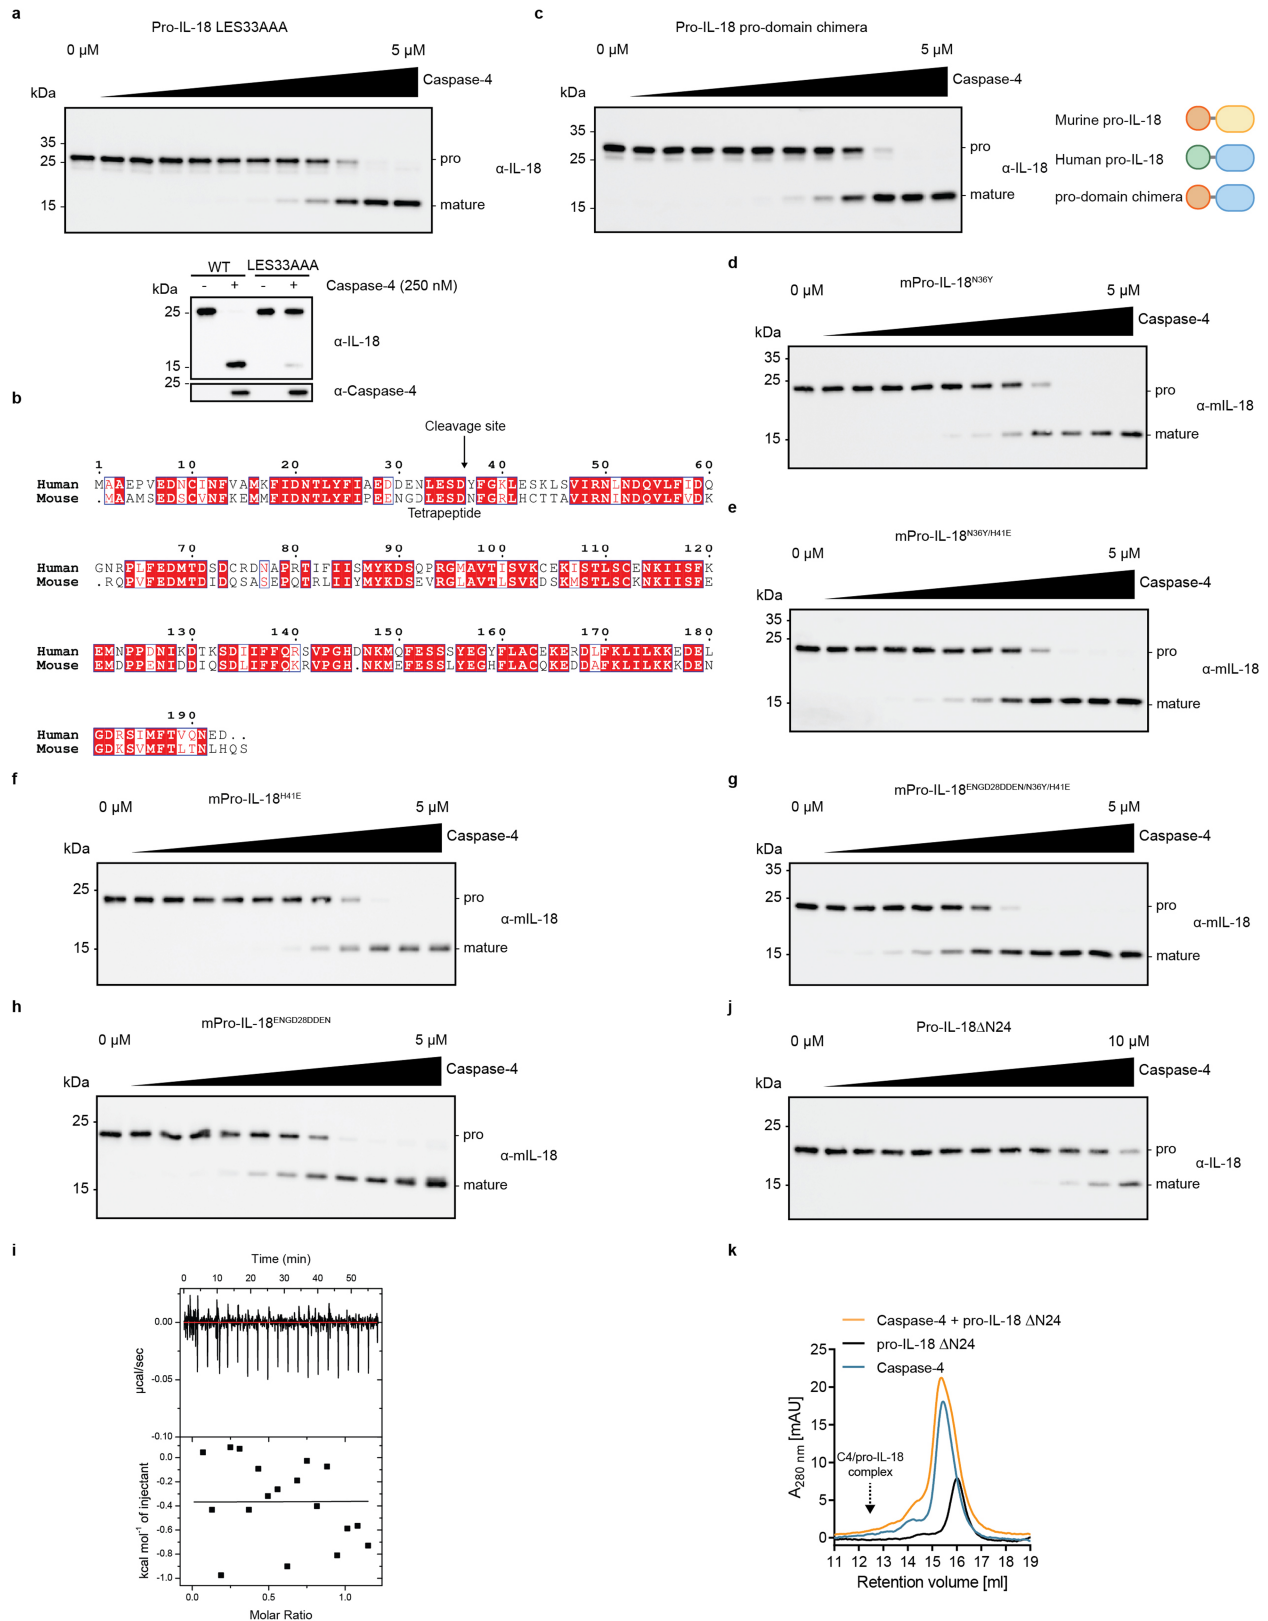 a
Pro-IL-18 LES33AAA
0 µM
5 µM
Caspase-4
kDa
35
25
15
pro
mature
α-IL-18
WT
LES33AAA
- + - +
Caspase-4 (250 nM)
kDa
25
15
25
α-IL-18
α-Caspase-4
c
Pro-IL-18 pro-domain chimera
0 µM
5 µM
Caspase-4
kDa
35
25
15
pro
mature
α-IL-18
Murine pro-IL-18
Human pro-IL-18
pro-domain chimera
b
Cleavage site
1 10 20 30 40 50 60
Human MAAEPVEDNCINFVAMKFIDNTLYFIAEDDENLESDYFGKLESKLSVIRNLNDQVLFIDQ
Mouse .MAAMSEDSCVNFKEMMFIDNTLYFIPEENGDLESDNFGRLHCTTAVIRNINDQVLFVDK
Tetrapeptide
70 80 90 100 110 120
Human GNRPLFEDMTDSDCRDNAPRTIFIISMYKDSQPRGMAVTISVKCEKISTLSCENKIISFK
Mouse .RQPVFEDMTDIDQSASEPQTRLIIYMYKDSEVRGLAVTLSVKDSKMSTLSCKNKIISFE
130 140 150 160 170 180
Human EMNPPDNIKDTKSDIIFFQRSVPGHDNKMQFESSSYEGYFLACEKERDLFKLILKKEDEL
Mouse EMDPPENIDDIQSDLIFFQKRVPGH.NKMEFESSLYEGHFLACQKEDDAFKLILKKKDEN
190
Human GDRSIMFTVQNED..
Mouse GDKSVMFTLTNLHQS
d
mPro-IL-18N36Y
0 µM
5 µM
Caspase-4
kDa
35
25
15
pro
mature
α-mIL-18
e
mPro-IL-18N36Y/H41E
0 µM
5 µM
Caspase-4
kDa
35
25
15
pro
mature
α-mIL-18
f
mPro-IL-18H41E
0 µM
5 µM
Caspase-4
kDa
25
15
pro
mature
α-mIL-18
g
mPro-IL-18ENGD28DDEN/N36Y/H41E
0 µM
5 µM
Caspase-4
kDa
35
25
15
pro
mature
α-mIL-18
h
mPro-IL-18ENGD28DDEN
0 µM
5 µM
Caspase-4
kDa
25
15
pro
mature
α-mIL-18
j
Pro-IL-18ΔN24
0 µM
10 µM
Caspase-4
kDa
25
15
pro
mature
α-IL-18
i
Time (min)
0 10 20 30 40 50
0.00
-0.05
-0.10
µcal/sec
0.0
-0.2
-0.4
-0.6
-0.8
-1.0
kcal mol-1 of injectant
0.0 0.5 1.0
Molar Ratio
k
Caspase-4 + pro-IL-18 ΔN24
pro-IL-18 ΔN24
Caspase-4
25
20
15
10
5
0
A280 nm [mAU]
C4/pro-IL-18
complex
11 12 13 14 15 16 17 18 19
Retention volume [ml]